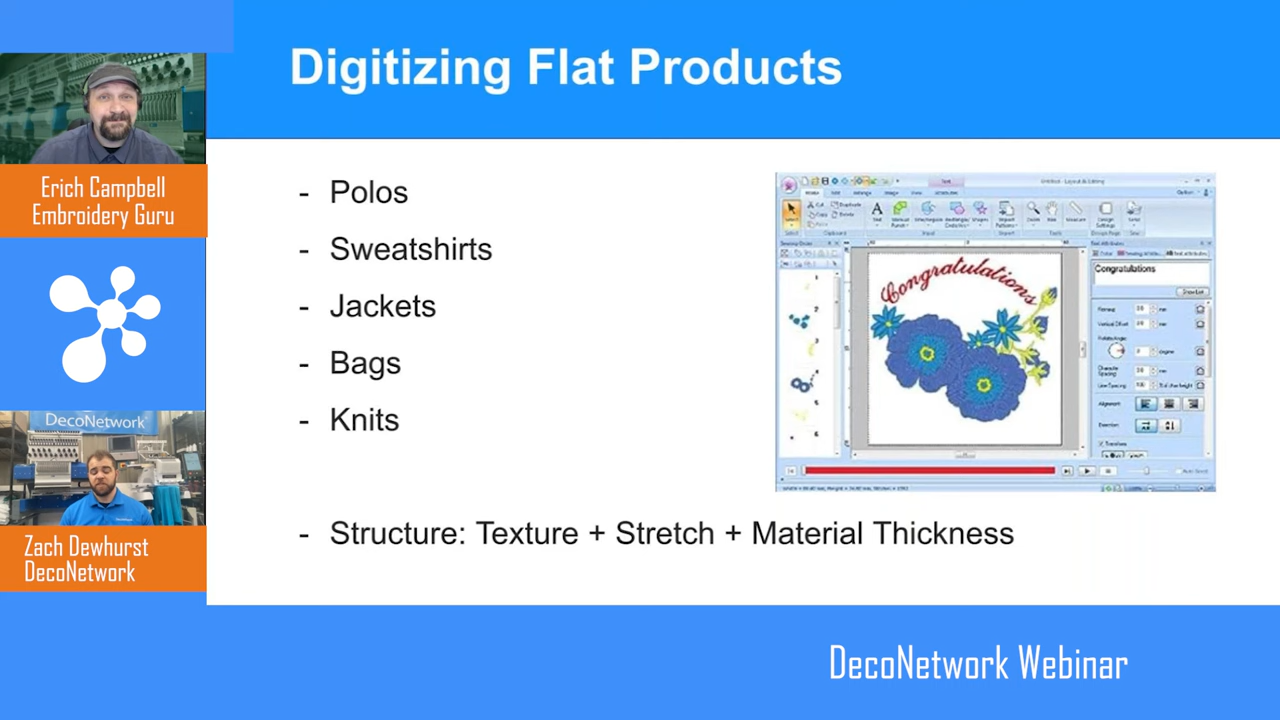 Digitizing Flat Products
Erich Campbell
Embroidery Guru
DecoNetwork
Zach Dewhurst
DecoNetwork
- Polos
- Sweatshirts
- Jackets
- Bags
- Knits
- Structure: Texture + Stretch + Material Thickness
Congratulations
Congratulations
DecoNetwork Webinar